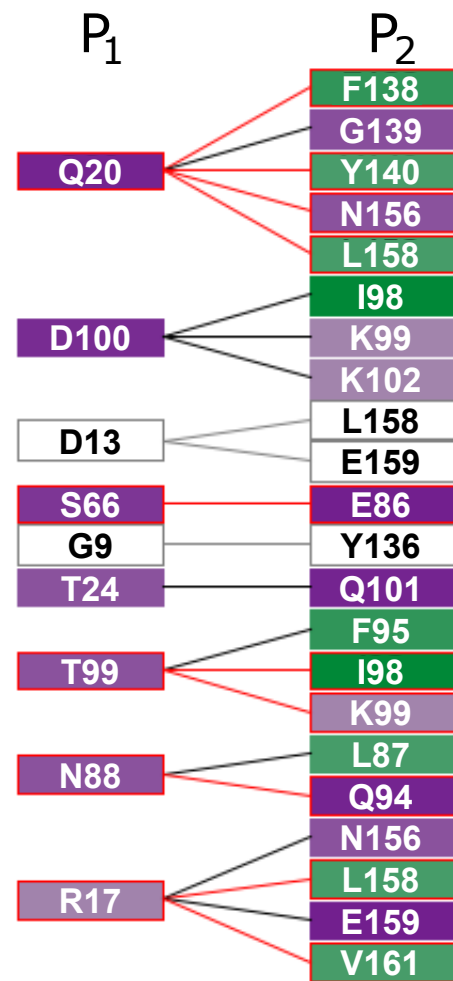 P1 P2
F138
G139
Q20 Y140
N156
L158
I98
D100 K99
K102
L158
D13
E159
S66 E86
G9 Y136
T24 Q101
F95
T99 I98
K99
L87
N88
Q94
N156
L158
R17
E159
V161